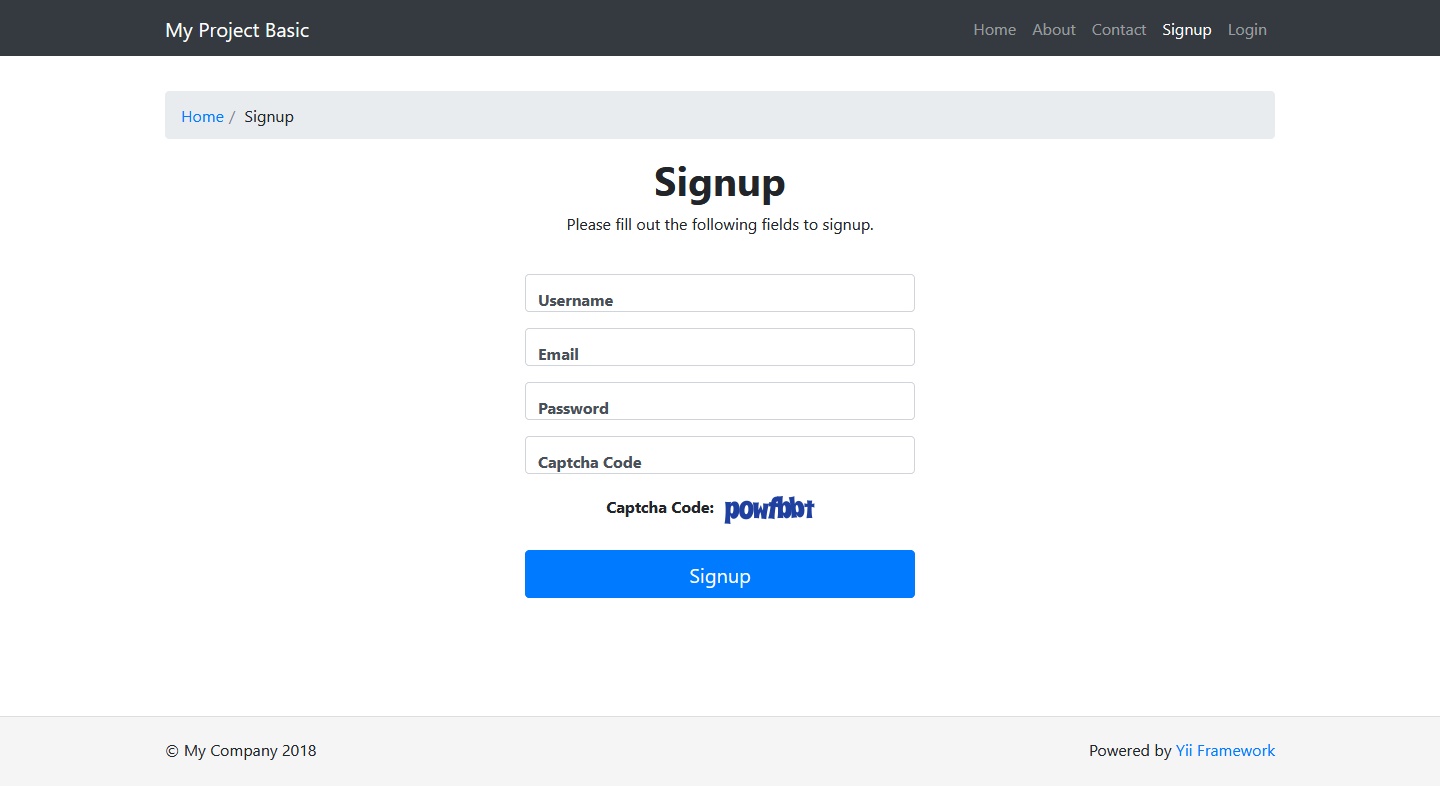 My Project Basic Home About Contact Signup Login
Home / Signup
Signup
Please fill out the following fields to signup.
Username
Email
Password
Captcha Code
Captcha Code: powfbbt
Signup
© My Company 2018 Powered by Yii Framework